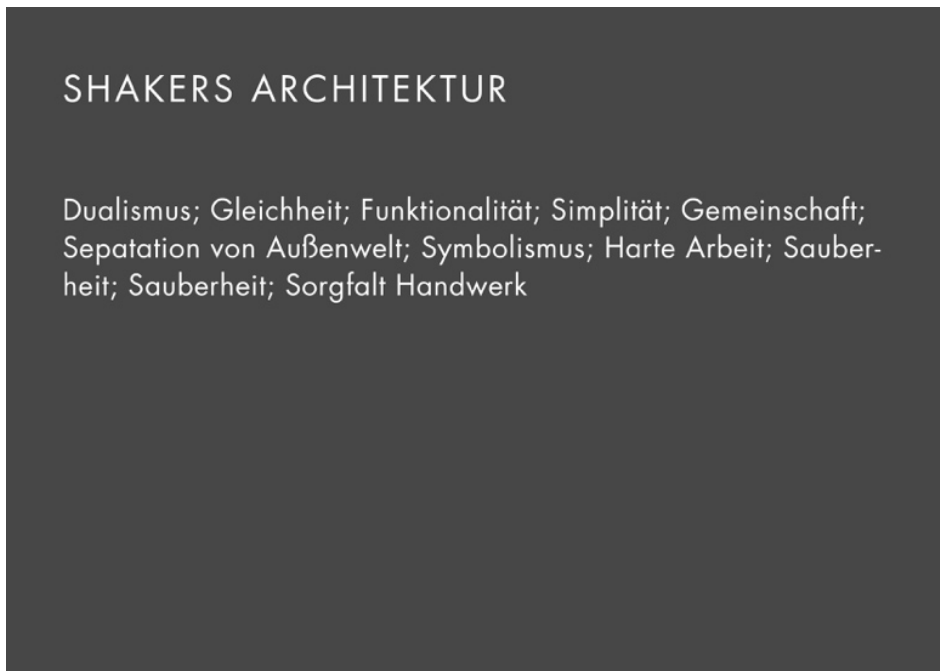 SHAKERS ARCHITEKTUR
Dualismus; Gleichheit; Funktionalität; Simplität; Gemeinschaft;
Sepatation von Außenwelt; Symbolismus; Harte Arbeit; Sauber-
heit; Sauberheit; Sorgfalt Handwerk